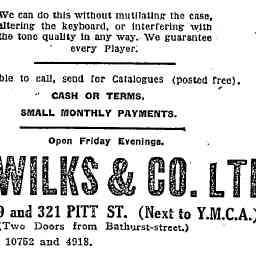 We can do this without mutilating the case,
altering the keyboard, or interfering with
the tone quality in any way. We guarantee
every Player.
ble to call, send for Catalogues (posted free).
CASH OR TERMS.
SMALL MONTHLY PAYMENTS.
Open Friday Evenings.
WILKS & CO. LT
9 and 321 PITT ST. (Next to Y.M.C.A.)
(Two Doors from Bathurst-street.)
10752 and 4918.